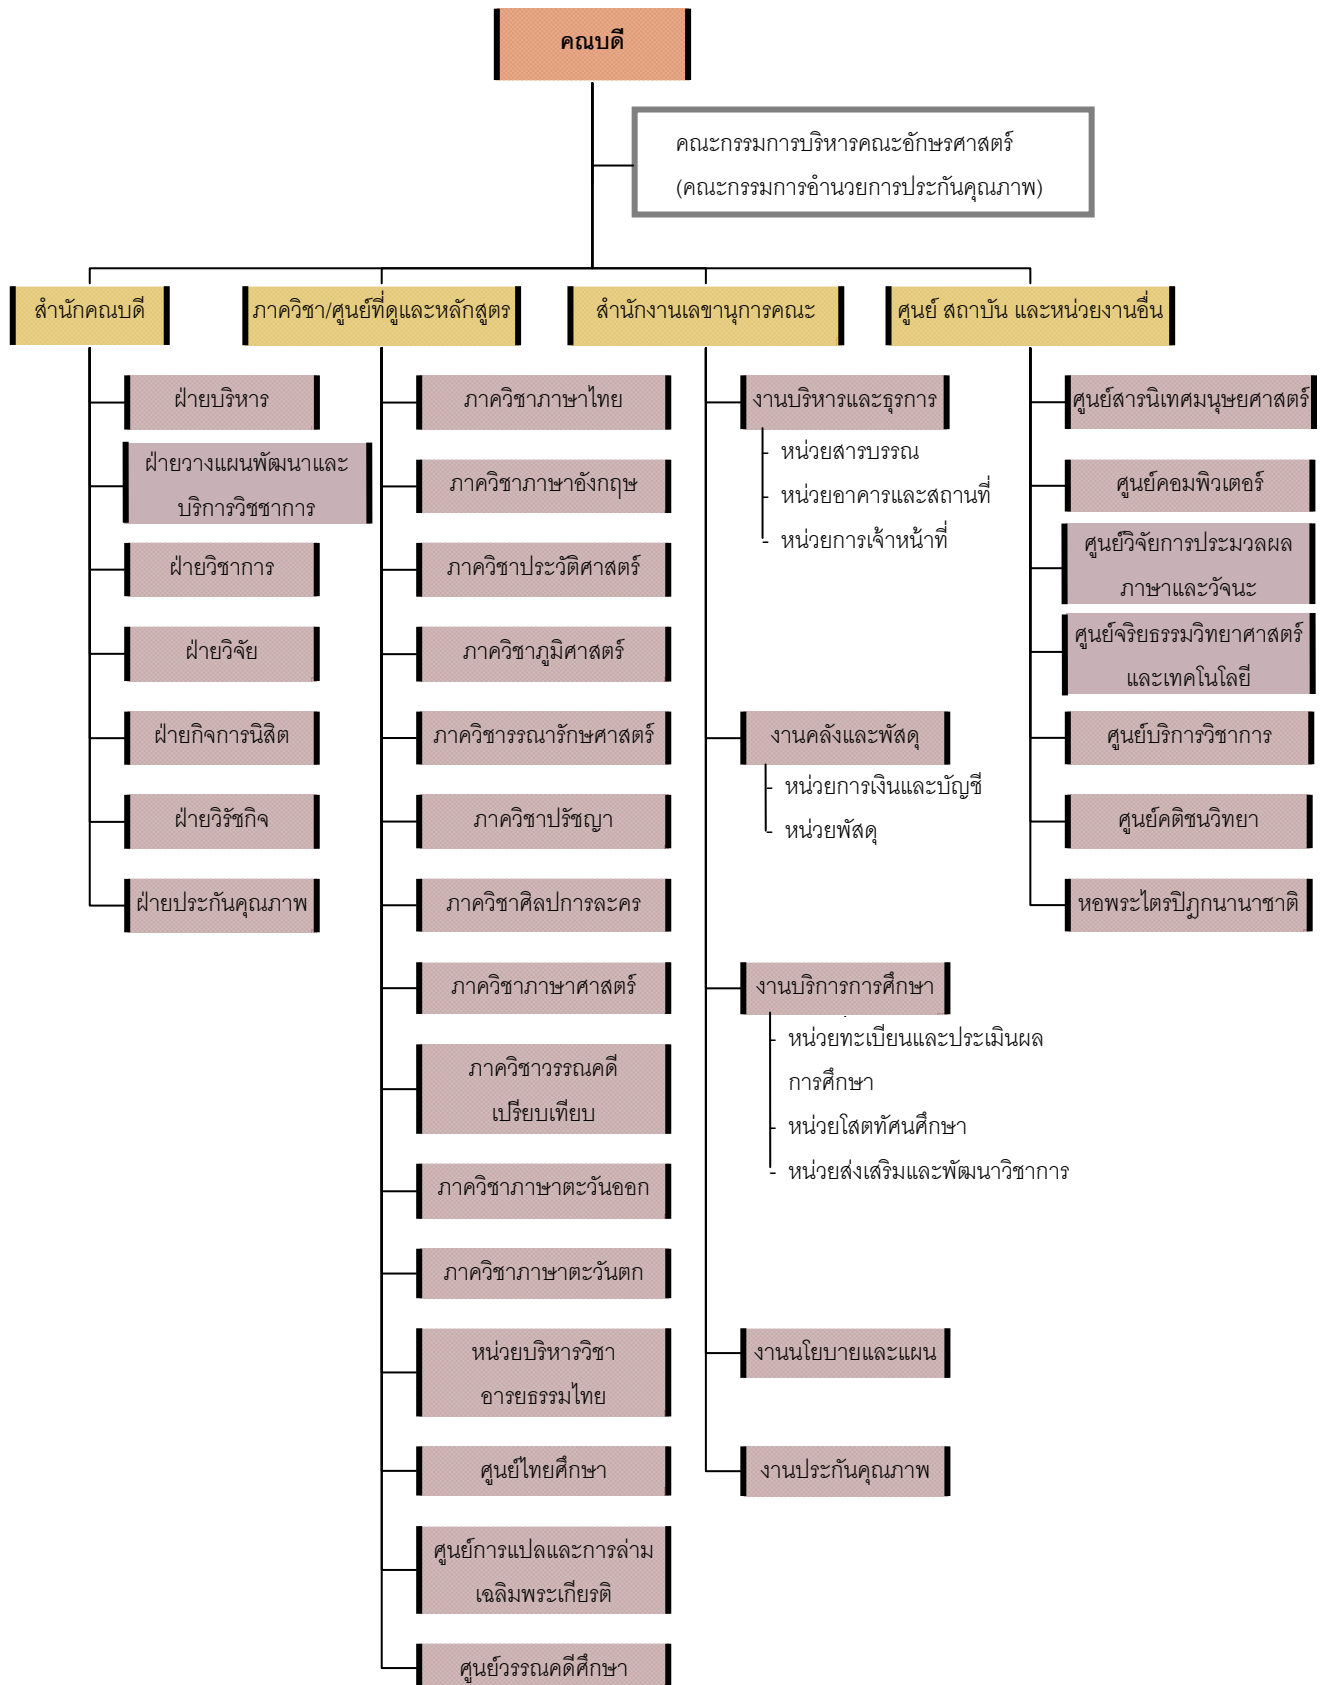 คณบดี
คณะกรรมการบริหารคณะอักษรศาสตร์
(คณะกรรมการอำนวยการประกันคุณภาพ)
สำนักคณบดี
ฝ่ายบริหาร
ฝ่ายวางแผนพัฒนาและ
บริการวิชชาการ
ฝ่ายวิชาการ
ฝ่ายวิจัย
ฝ่ายกิจการนิสิต
ฝ่ายวิรัชกิจ
ฝ่ายประกันคุณภาพ
ภาควิชา/ศูนย์ที่ดูและหลักสูตร
ภาควิชาภาษาไทย
ภาควิชาภาษาอังกฤษ
ภาควิชาประวัติศาสตร์
ภาควิชาภูมิศาสตร์
ภาควิชารรณารักษศาสตร์
ภาควิชาปรัชญา
ภาควิชาศิลปการละคร
ภาควิชาภาษาศาสตร์
ภาควิชาวรรณคดี
เปรียบเทียบ
ภาควิชาภาษาตะวันออก
ภาควิชาภาษาตะวันตก
หน่วยบริหารวิชา
อารยธรรมไทย
ศูนย์ไทยศึกษา
ศูนย์การแปลและการล่าม
เฉลิมพระเกียรติ
ศูนย์วรรณคดีศึกษา
สำนักงานเลขานุการคณะ
งานบริหารและธุรการ
- หน่วยสารบรรณ
- หน่วยอาคารและสถานที่
- หน่วยการเจ้าหน้าที่
งานคลังและพัสดุ
- หน่วยการเงินและบัญชี
- หน่วยพัสดุ
งานบริการการศึกษา
- หน่วยทะเบียนและประเมินผล
การศึกษา
- หน่วยโสตทัศนศึกษา
- หน่วยส่งเสริมและพัฒนาวิชาการ
งานนโยบายและแผน
งานประกันคุณภาพ
ศูนย์ สถาบัน และหน่วยงานอื่น
ศูนย์สารนิเทศมนุษยศาสตร์
ศูนย์คอมพิวเตอร์
ศูนย์วิจัยการประมวลผล
ภาษาและวัจนะ
ศูนย์จริยธรรมวิทยาศาสตร์
และเทคโนโลยี
ศูนย์บริการวิชาการ
ศูนย์คติชนวิทยา
หอพระไตรปิฎกนานาชาติ